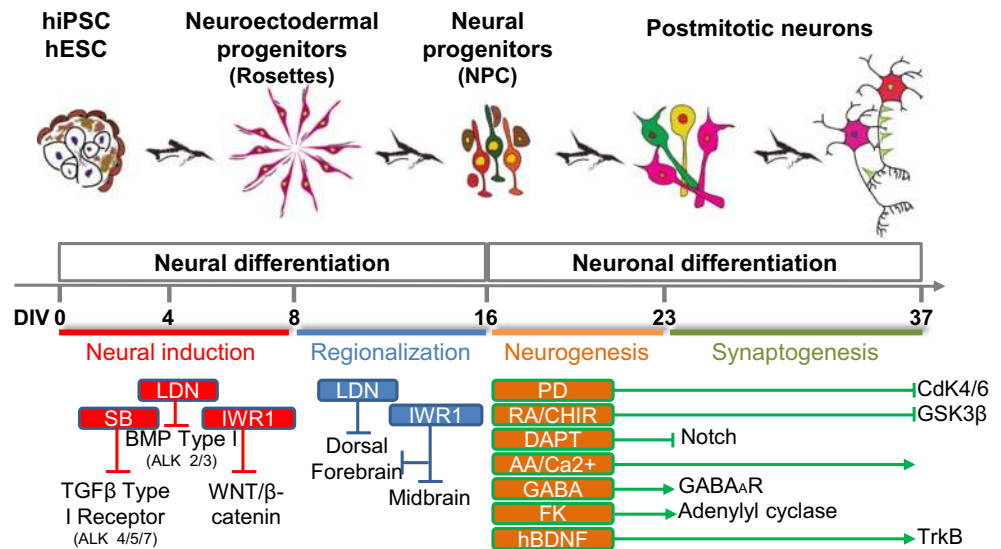 hiPSC
hESC
Neuroectodermal
progenitors
(Rosettes)
Neural
progenitors
(NPC)
Postmitotic neurons
Neural differentiation
Neuronal differentiation
DIV 0 4 8 16 23 37
Neural induction
Regionalization
Neurogenesis
Synaptogenesis
LDN
SB
IWR1
BMP Type I
(ALK 2/3)
TGFβ Type
I Receptor
(ALK 4/5/7)
WNT/β-
catenin
LDN
IWR1
Dorsal
Forebrain
Midbrain
PD CdK4/6
RA/CHIR GSK3β
DAPT Notch
AA/Ca2+
GABA GABAAR
FK Adenylyl cyclase
hBDNF TrkB